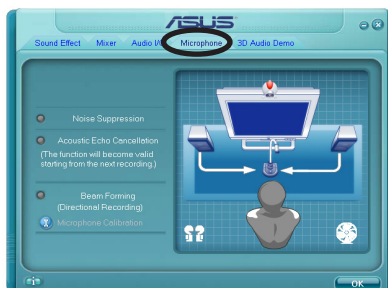 ASUS
Sound Effect Mixer Audio I/O Microphone 3D Audio Demo
Noise Suppression
Acoustic Echo Cancellation
(The function will become valid
starting from the next recording.)
Beam Forming
(Directional Recording)
Microphone Calibration
OK